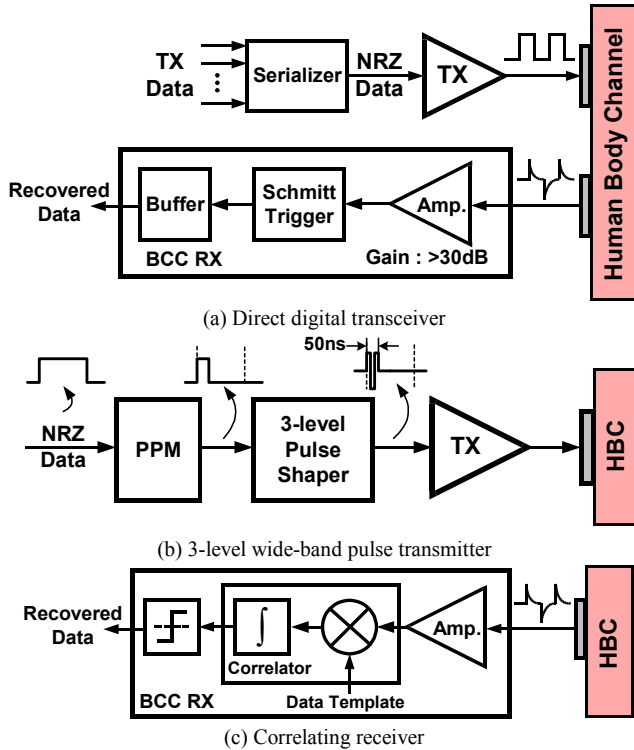 TX
Data
Serializer
NRZ
Data
TX
Human Body Channel
Recovered
Data
Buffer
Schmitt
Trigger
Amp.
BCC RX
Gain : >30dB
(a) Direct digital transceiver
50ns
NRZ
Data
PPM
3-level
Pulse
Shaper
TX
HBC
(b) 3-level wide-band pulse transmitter
Recovered
Data
∫
Correlator
Amp.
BCC RX
Data Template
HBC
(c) Correlating receiver